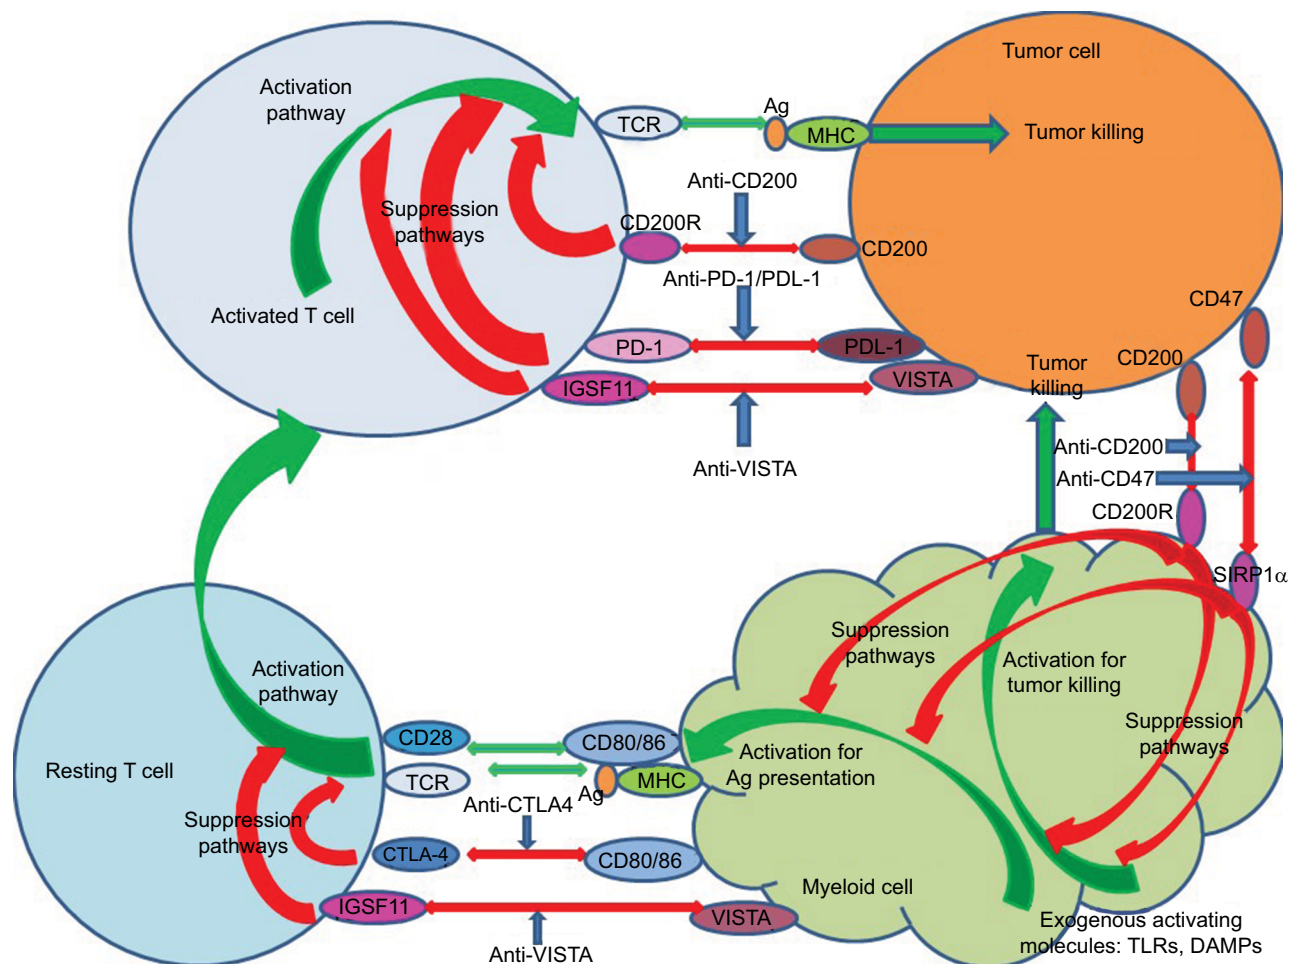 Tumor cell
Activation
pathway
Ag
TCR
MHC
Tumor killing
Anti-CD200
Suppression
pathways
CD200R
CD200
Anti-PD-1/PDL-1
Activated T cell
CD47
PD-1
PDL-1
CD200
Tumor
killing
IGSF11
VISTA
Anti-CD200
Anti-VISTA
Anti-CD47
CD200R
SIRP1α
Suppression
pathways
Activation for
tumor killing
Activation
pathway
Suppression
pathways
CD28
CD80/86
Activation for
Ag presentation
Resting T cell
TCR
Ag
MHC
Anti-CTLA4
Suppression
pathways
CTLA-4
CD80/86
Myeloid cell
IGSF11
VISTA
Exogenous activating
molecules: TLRs, DAMPs
Anti-VISTA